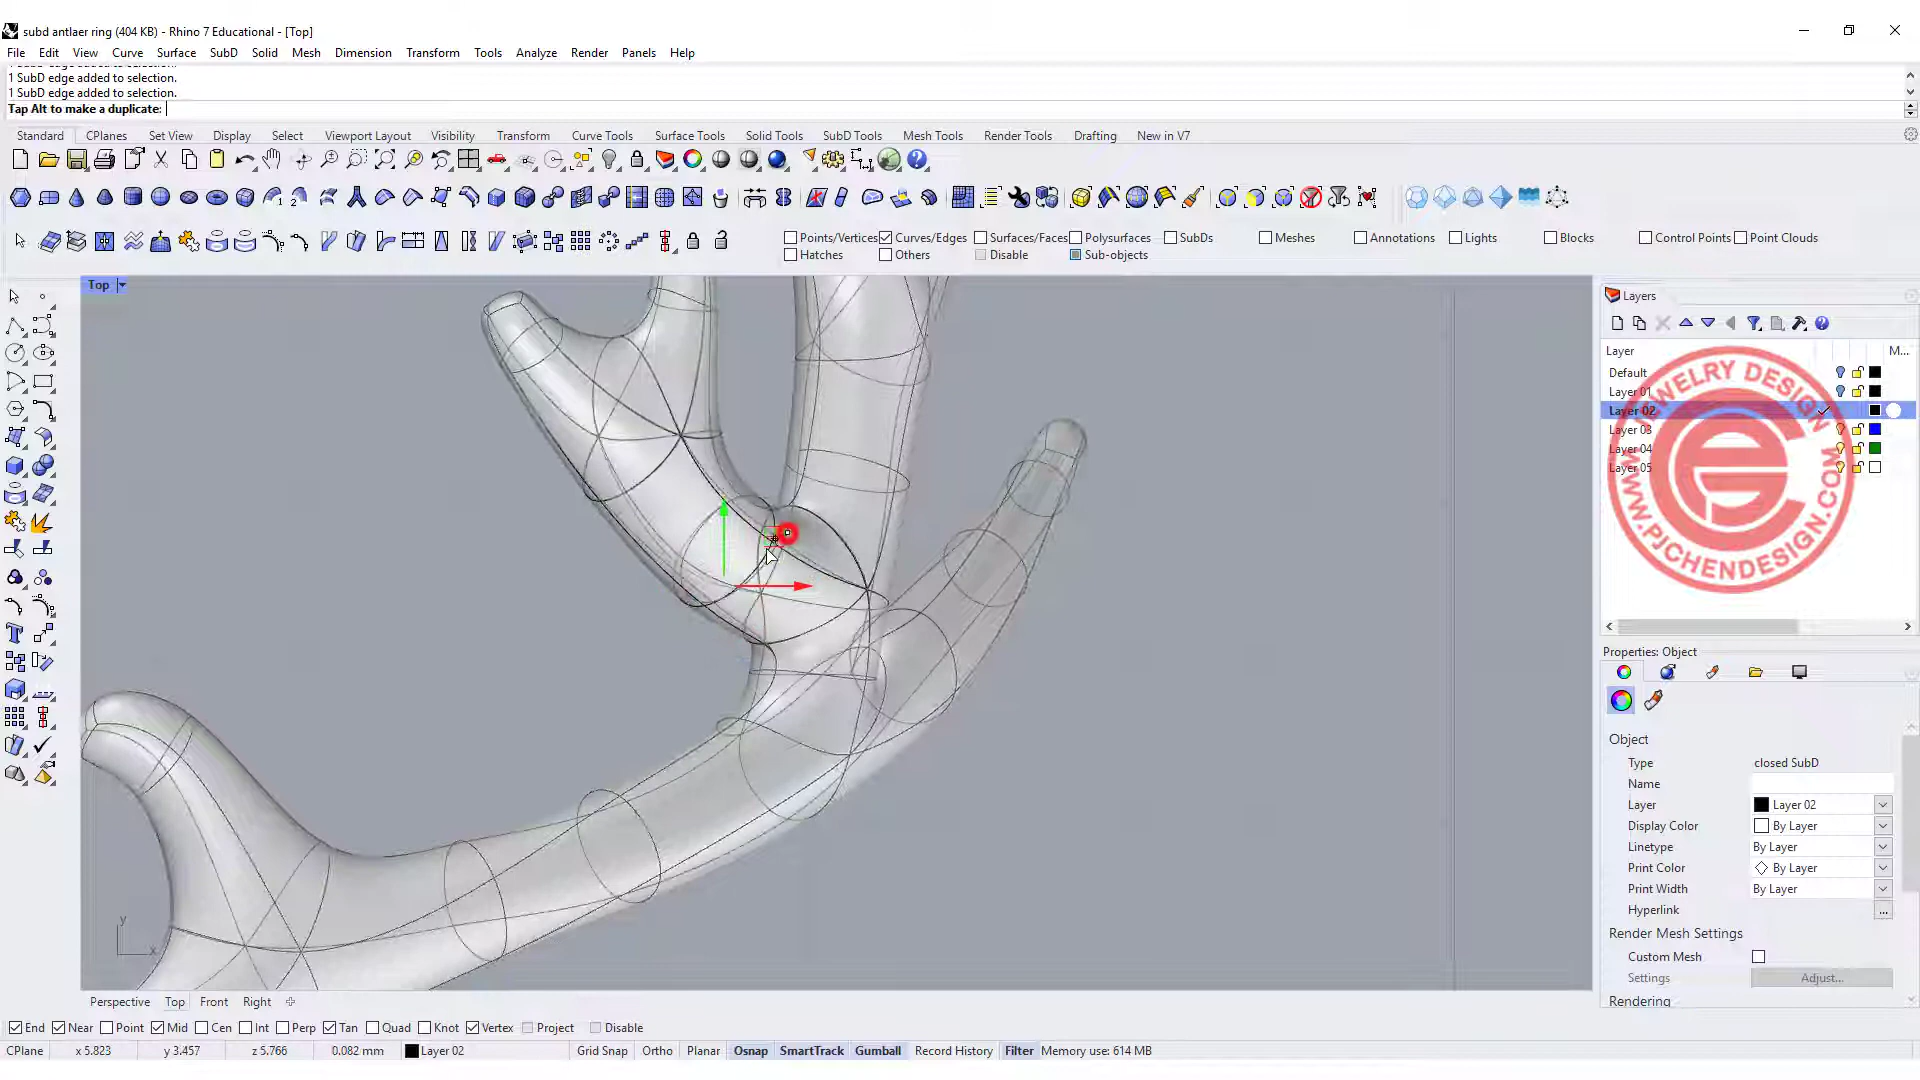 subd antlaer ring (404 KB) - Rhino 7 Educational - [Top]
File Edit View Curve Surface SubD Solid Mesh Dimension Transform Tools Analyze Render Panels Help
1 SubD edge added to selection.
1 SubD edge added to selection.
Tap Alt to make a duplicate:
Standard CPlanes Set View Display Select Viewport Layout Visibility Transform Curve Tools Surface Tools Solid Tools SubD Tools Mesh Tools Render Tools Drafting New in V7
Points/Vertices Curves/Edges Surfaces/Faces Polysurfaces SubDs Meshes Annotations Lights Blocks Control Points Point Clouds
Hatches Others Disable Sub-objects
Top
Layers
Layer M...
Default
Layer 01
Layer 02
Layer 03
Layer 04
Layer 05
JEWELRY DESIGN
WWW.PJCHENDESIGN.COM
Properties: Object
Object
Type closed SubD
Name
Layer Layer 02
Display Color By Layer
Linetype By Layer
Print Color By Layer
Print Width By Layer
Hyperlink ...
Render Mesh Settings
Custom Mesh
Settings Adjust...
Rendering
y
x
Perspective Top Front Right
End Near Point Mid Cen Int Perp Tan Quad Knot Vertex Project Disable
CPlane x 5.823 y 3.457 z 5.766 0.082 mm Layer 02 Grid Snap Ortho Planar Osnap SmartTrack Gumball Record History Filter Memory use: 614 MB